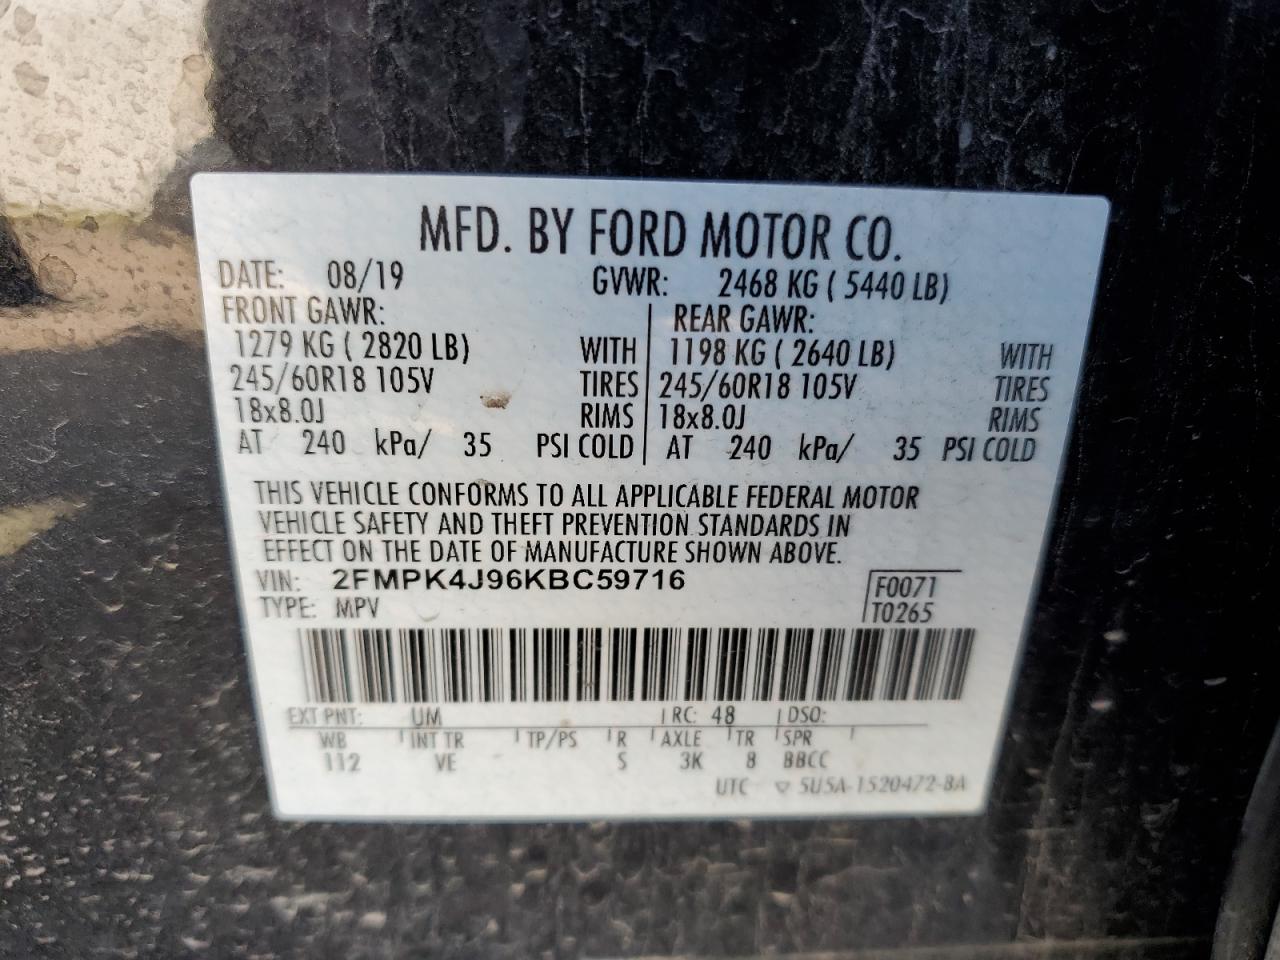 MFD. BY FORD MOTOR CO.
DATE: 08/19 GVWR: 2468 KG ( 5440 LB)
FRONT GAWR: REAR GAWR:
1279 KG ( 2820 LB) WITH 1198 KG ( 2640 LB) WITH
245/60R18 105V TIRES 245/60R18 105V TIRES
18x8.0J RIMS 18x8.0J RIMS
AT 240 kPa/ 35 PSI COLD AT 240 kPa/ 35 PSI COLD
THIS VEHICLE CONFORMS TO ALL APPLICABLE FEDERAL MOTOR
VEHICLE SAFETY AND THEFT PREVENTION STANDARDS IN
EFFECT ON THE DATE OF MANUFACTURE SHOWN ABOVE.
VIN: 2FMPK4J96KBC59716 F0071
TYPE: MPV T0265
EXT PNT: UM RC: 48 DSO:
WB INT TR TP/PS R AXLE TR SPR
112 VE S 3K 8 BBCC
UTC ▽ 5U5A-1520472-BA